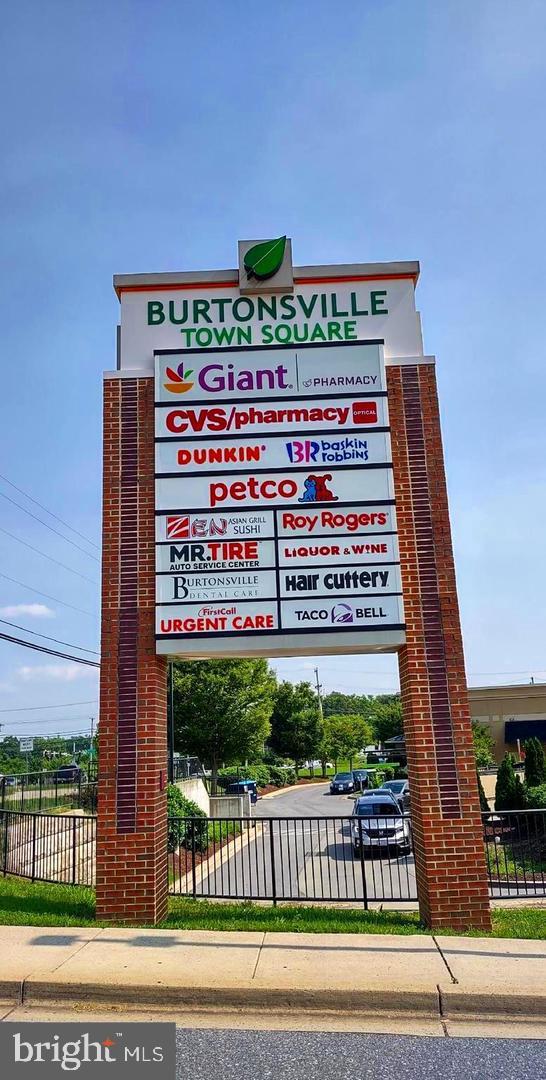 BURTONSVILLE
TOWN SQUARE
Giant PHARMACY
CVS/pharmacy OPTICAL
DUNKIN' BR baskin
robbins
petco
ZEN ASIAN GRILL
SUSHI
Roy Rogers
MR.TIRE
AUTO SERVICE CENTER
LIQUOR & W!NE
BURTONSVILLE
DENTAL CARE
Hair Cuttery
FirstCall
URGENT CARE
TACO BELL
bright MLS